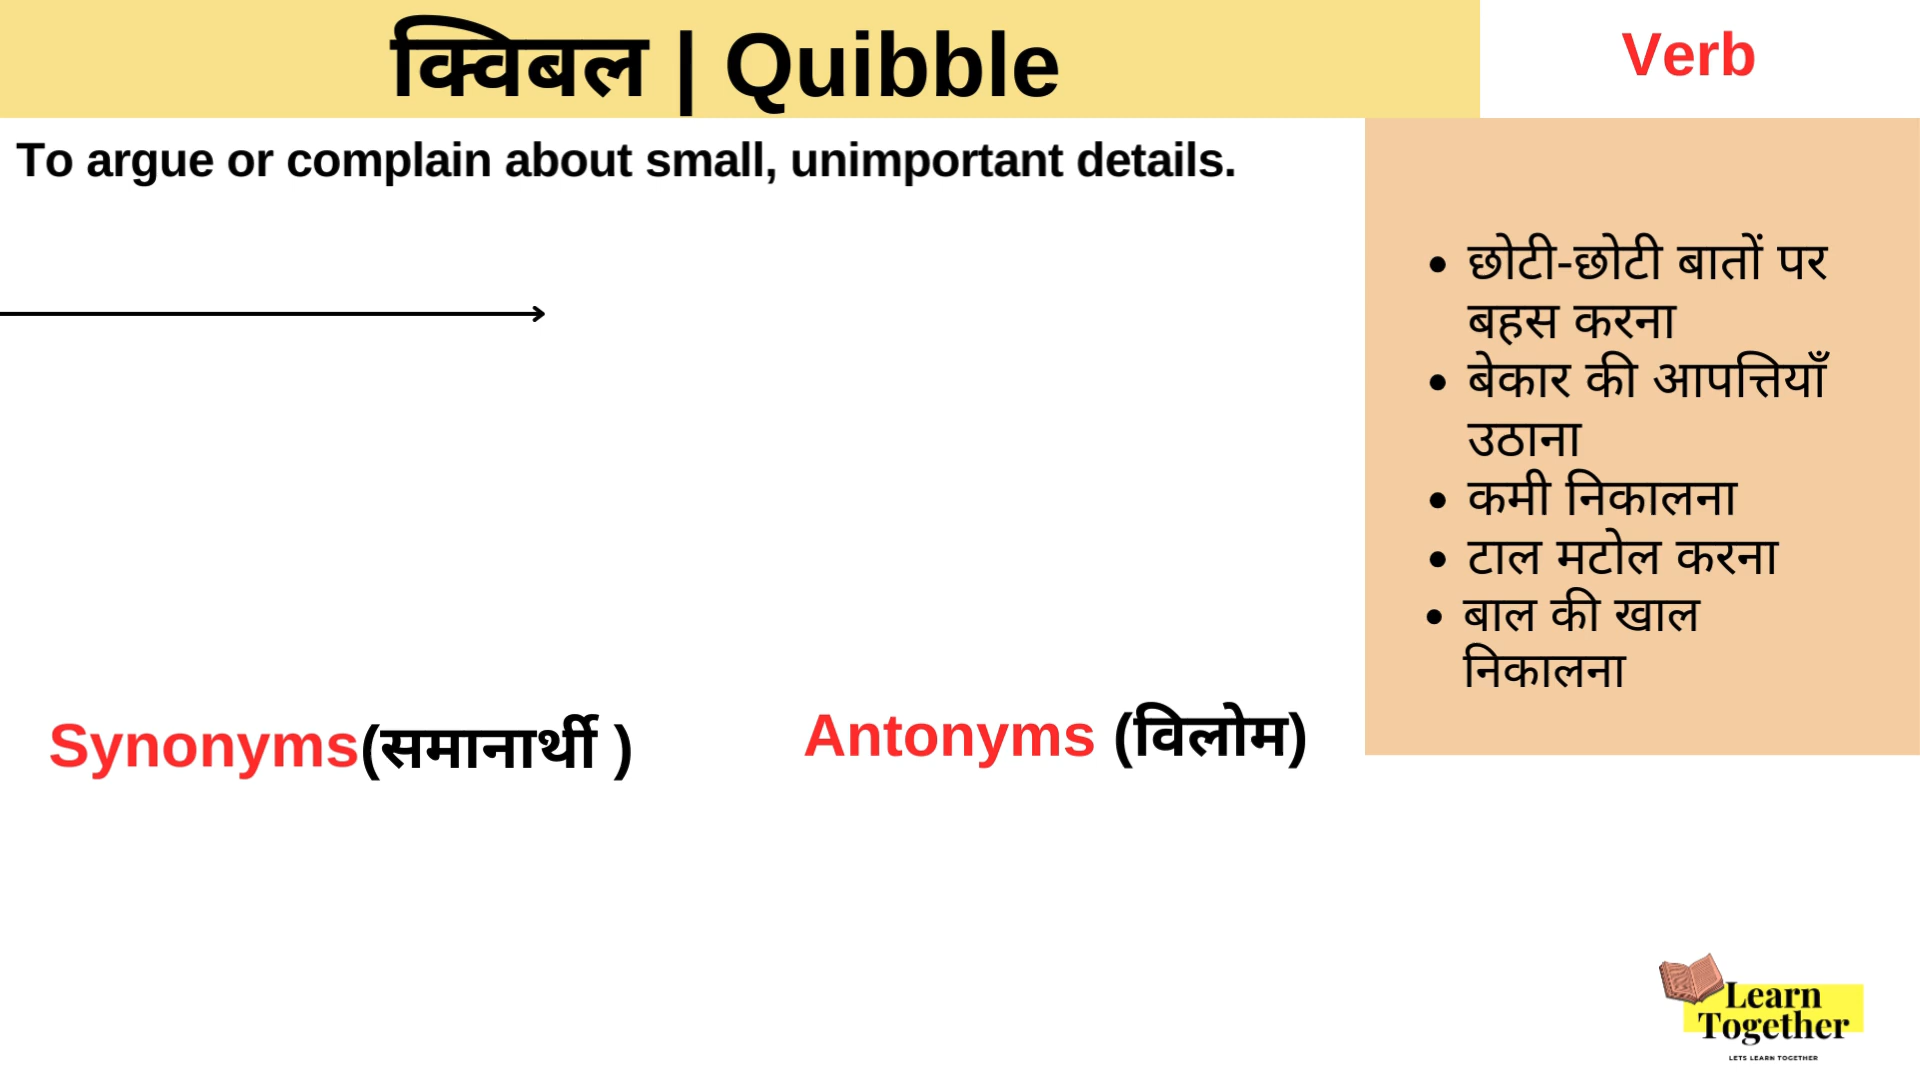 क्विबल | Quibble
Verb
To argue or complain about small, unimportant details.
• छोटी-छोटी बातों पर
बहस करना
• बेकार की आपत्तियाँ
उठाना
• कमी निकालना
• टाल मटोल करना
• बाल की खाल
निकालना
Synonyms(समानार्थी )
Antonyms (विलोम)
Learn
Together
LETS LEARN TOGETHER